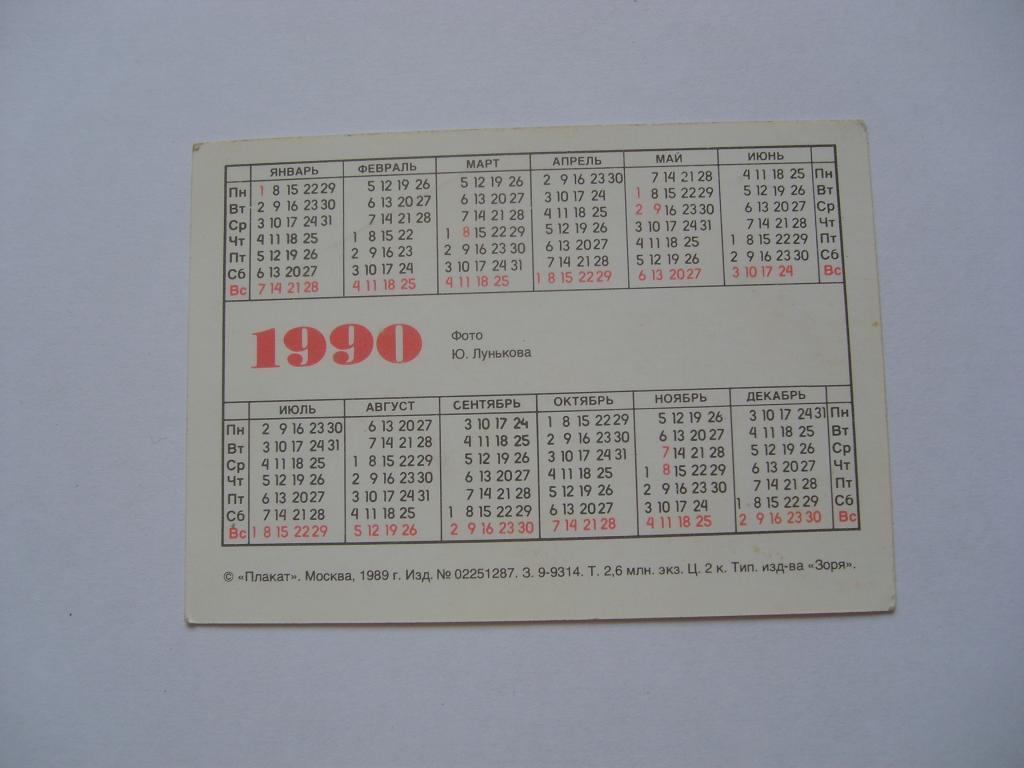 ЯНВАРЬ ФЕВРАЛЬ МАРТ АПРЕЛЬ МАЙ ИЮНЬ
Пн 1 8 15 22 29 5 12 19 26 5 12 19 26 2 9 16 23 30 7 14 21 28 4 11 18 25 Пн
Вт 2 9 16 23 30 6 13 20 27 6 13 20 27 3 10 17 24 1 8 15 22 29 5 12 19 26 Вт
Ср 3 10 17 24 31 7 14 21 28 7 14 21 28 4 11 18 25 2 9 16 23 30 6 13 20 27 Ср
Чт 4 11 18 25 1 8 15 22 1 8 15 22 29 5 12 19 26 3 10 17 24 31 7 14 21 28 Чт
Пт 5 12 19 26 2 9 16 23 2 9 16 23 30 6 13 20 27 4 11 18 25 1 8 15 22 29 Пт
Сб 6 13 20 27 3 10 17 24 3 10 17 24 31 7 14 21 28 5 12 19 26 2 9 16 23 30 Сб
Вс 7 14 21 28 4 11 18 25 4 11 18 25 1 8 15 22 29 6 13 20 27 3 10 17 24 Вс
1990
Фото
Ю. Лунькова
ИЮЛЬ АВГУСТ СЕНТЯБРЬ ОКТЯБРЬ НОЯБРЬ ДЕКАБРЬ
Пн 2 9 16 23 30 6 13 20 27 3 10 17 24 1 8 15 22 29 5 12 19 26 3 10 17 24 31 Пн
Вт 3 10 17 24 31 7 14 21 28 4 11 18 25 2 9 16 23 30 6 13 20 27 4 11 18 25 Вт
Ср 4 11 18 25 1 8 15 22 29 5 12 19 26 3 10 17 24 31 7 14 21 28 5 12 19 26 Ср
Чт 5 12 19 26 2 9 16 23 30 6 13 20 27 4 11 18 25 1 8 15 22 29 6 13 20 27 Чт
Пт 6 13 20 27 3 10 17 24 31 7 14 21 28 5 12 19 26 2 9 16 23 30 7 14 21 28 Пт
Сб 7 14 21 28 4 11 18 25 1 8 15 22 29 6 13 20 27 3 10 17 24 1 8 15 22 29 Сб
Вс 1 8 15 22 29 5 12 19 26 2 9 16 23 30 7 14 21 28 4 11 18 25 2 9 16 23 30 Вс
© «Плакат». Москва, 1989 г. Изд. № 02251287. З. 9-9314. Т. 2,6 млн. экз. Ц. 2 к. Тип. изд-ва «Зоря».